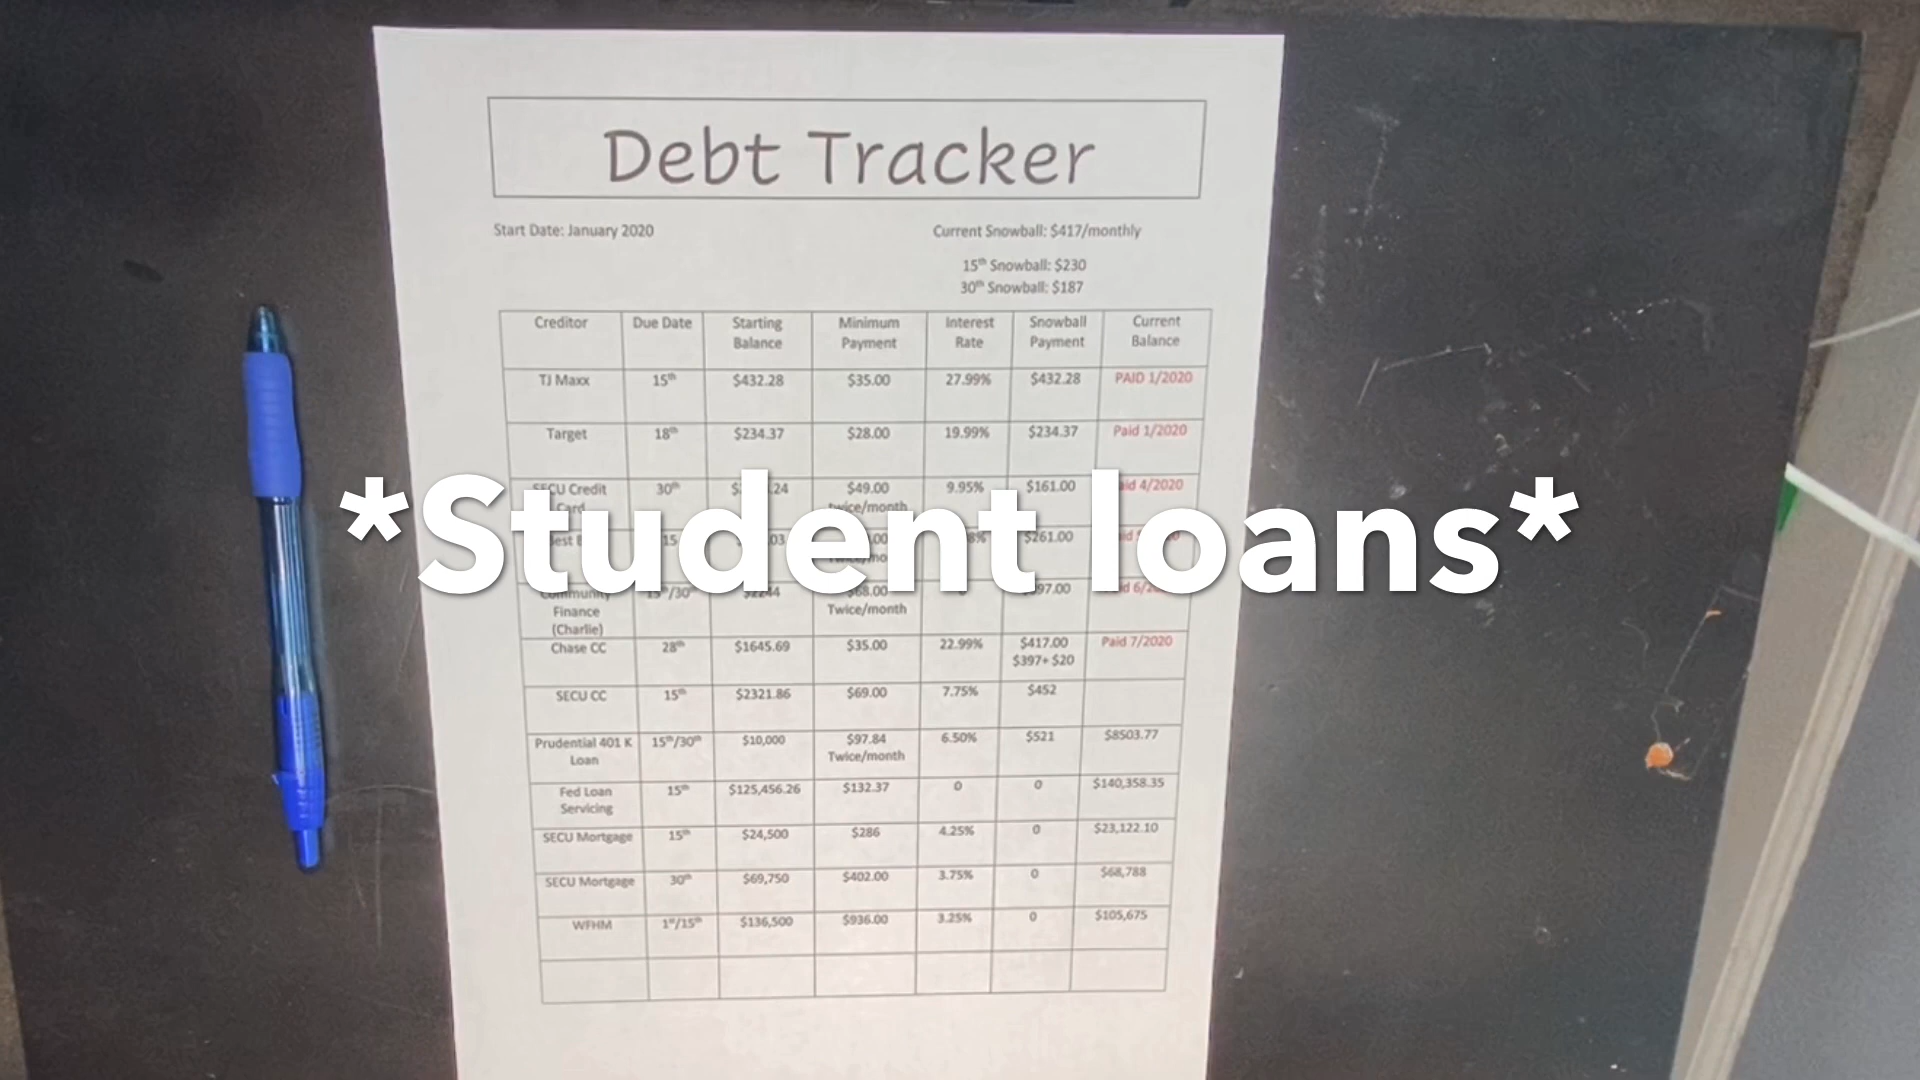 Debt Tracker
Start Date: January 2020 Current Snowball: $417/monthly
15th Snowball: $230
30th Snowball: $187
Creditor Due Date Starting Balance Minimum Payment Interest Rate Snowball Payment Current Balance
TJ Maxx 15th $432.28 $35.00 27.99% $432.28 PAID 1/2020
Target 18th $234.37 $28.00 19.99% $234.37 Paid 1/2020
Credit 30th $49.00 9.95% $161.00 4/2020
*Student loans*
$261.00
Finance Twice/month
(Charlie)
Chase CC 28th $1645.69 $35.00 22.99% $417.00 Paid 7/2020
$397+ $20
SECU CC 15th $2321.86 $69.00 7.75% $452
Prudential 401 K 15th/30th $10,000 $97.84 6.50% $521 $8503.77
Loan Twice/month
Fed Loan 15th $125,456.26 $132.37 0 0 $140,358.35
Servicing
SECU Mortgage 15th $24,500 $286 4.25% 0 $23,122.10
SECU Mortgage 30th $69,750 $402.00 3.75% 0 $68,788
WFHM 1st/15th $136,500 $936.00 3.25% 0 $105,675